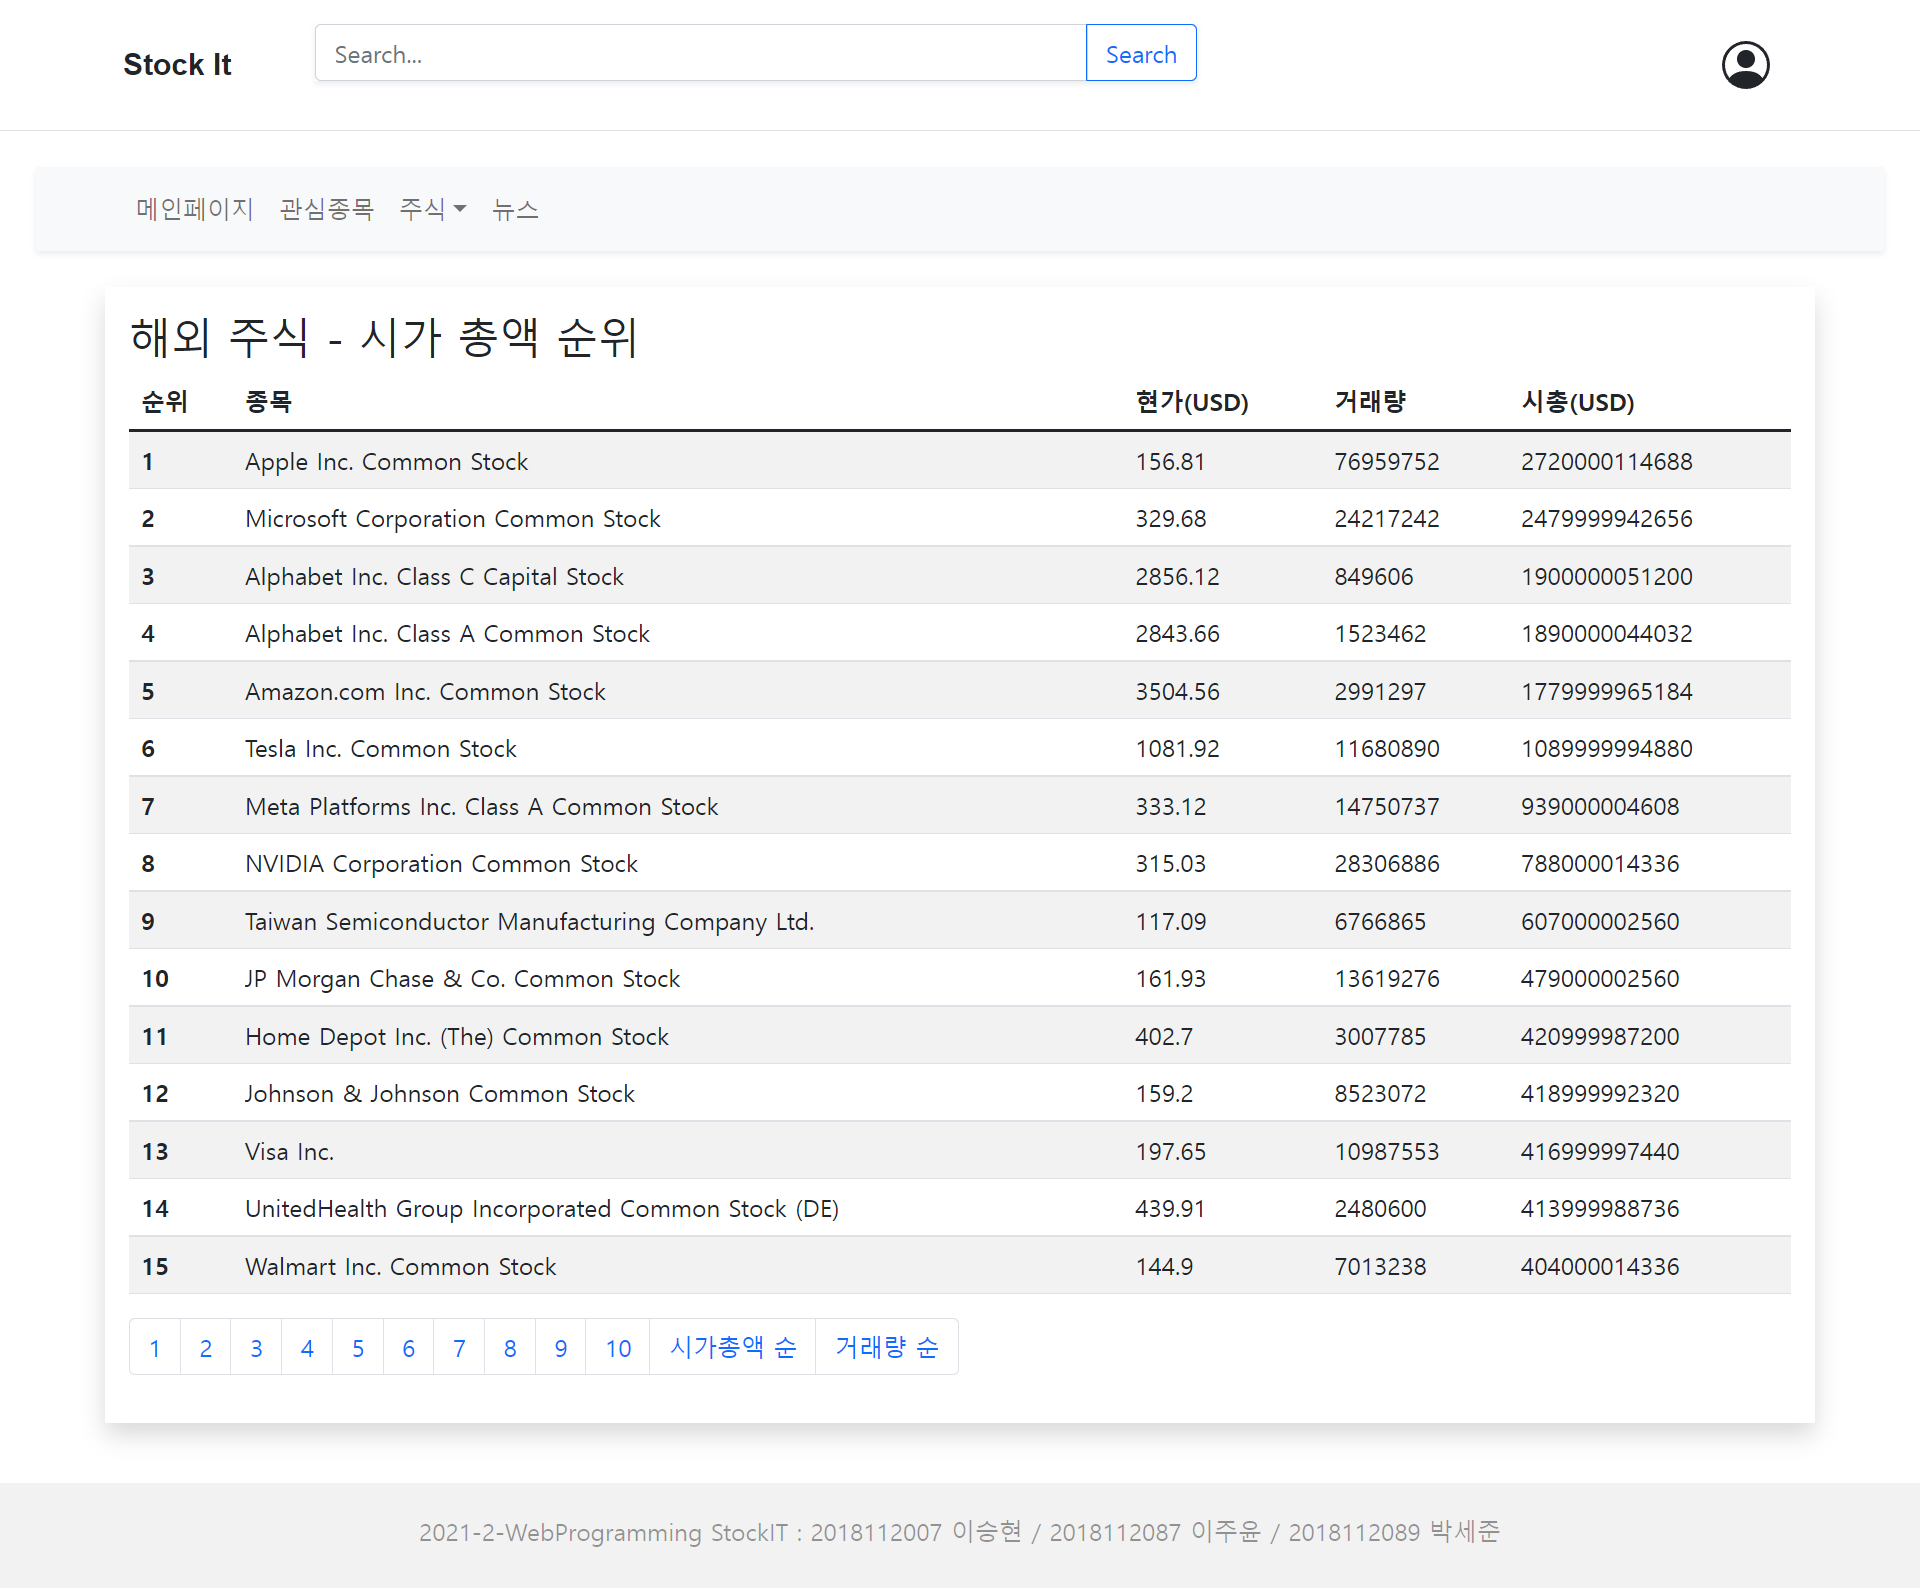 Stock It
Search...
Search
메인페이지 관심종목 주식 뉴스
해외 주식 - 시가 총액 순위
순위 종목 현가(USD) 거래량 시총(USD)
1 Apple Inc. Common Stock 156.81 76959752 2720000114688
2 Microsoft Corporation Common Stock 329.68 24217242 2479999942656
3 Alphabet Inc. Class C Capital Stock 2856.12 849606 1900000051200
4 Alphabet Inc. Class A Common Stock 2843.66 1523462 1890000044032
5 Amazon.com Inc. Common Stock 3504.56 2991297 1779999965184
6 Tesla Inc. Common Stock 1081.92 11680890 1089999994880
7 Meta Platforms Inc. Class A Common Stock 333.12 14750737 939000004608
8 NVIDIA Corporation Common Stock 315.03 28306886 788000014336
9 Taiwan Semiconductor Manufacturing Company Ltd. 117.09 6766865 607000002560
10 JP Morgan Chase & Co. Common Stock 161.93 13619276 479000002560
11 Home Depot Inc. (The) Common Stock 402.7 3007785 420999987200
12 Johnson & Johnson Common Stock 159.2 8523072 418999992320
13 Visa Inc. 197.65 10987553 416999997440
14 UnitedHealth Group Incorporated Common Stock (DE) 439.91 2480600 413999988736
15 Walmart Inc. Common Stock 144.9 7013238 404000014336
1 2 3 4 5 6 7 8 9 10 시가총액 순 거래량 순
2021-2-WebProgramming StockIT : 2018112007 이승현 / 2018112087 이주윤 / 2018112089 박세준